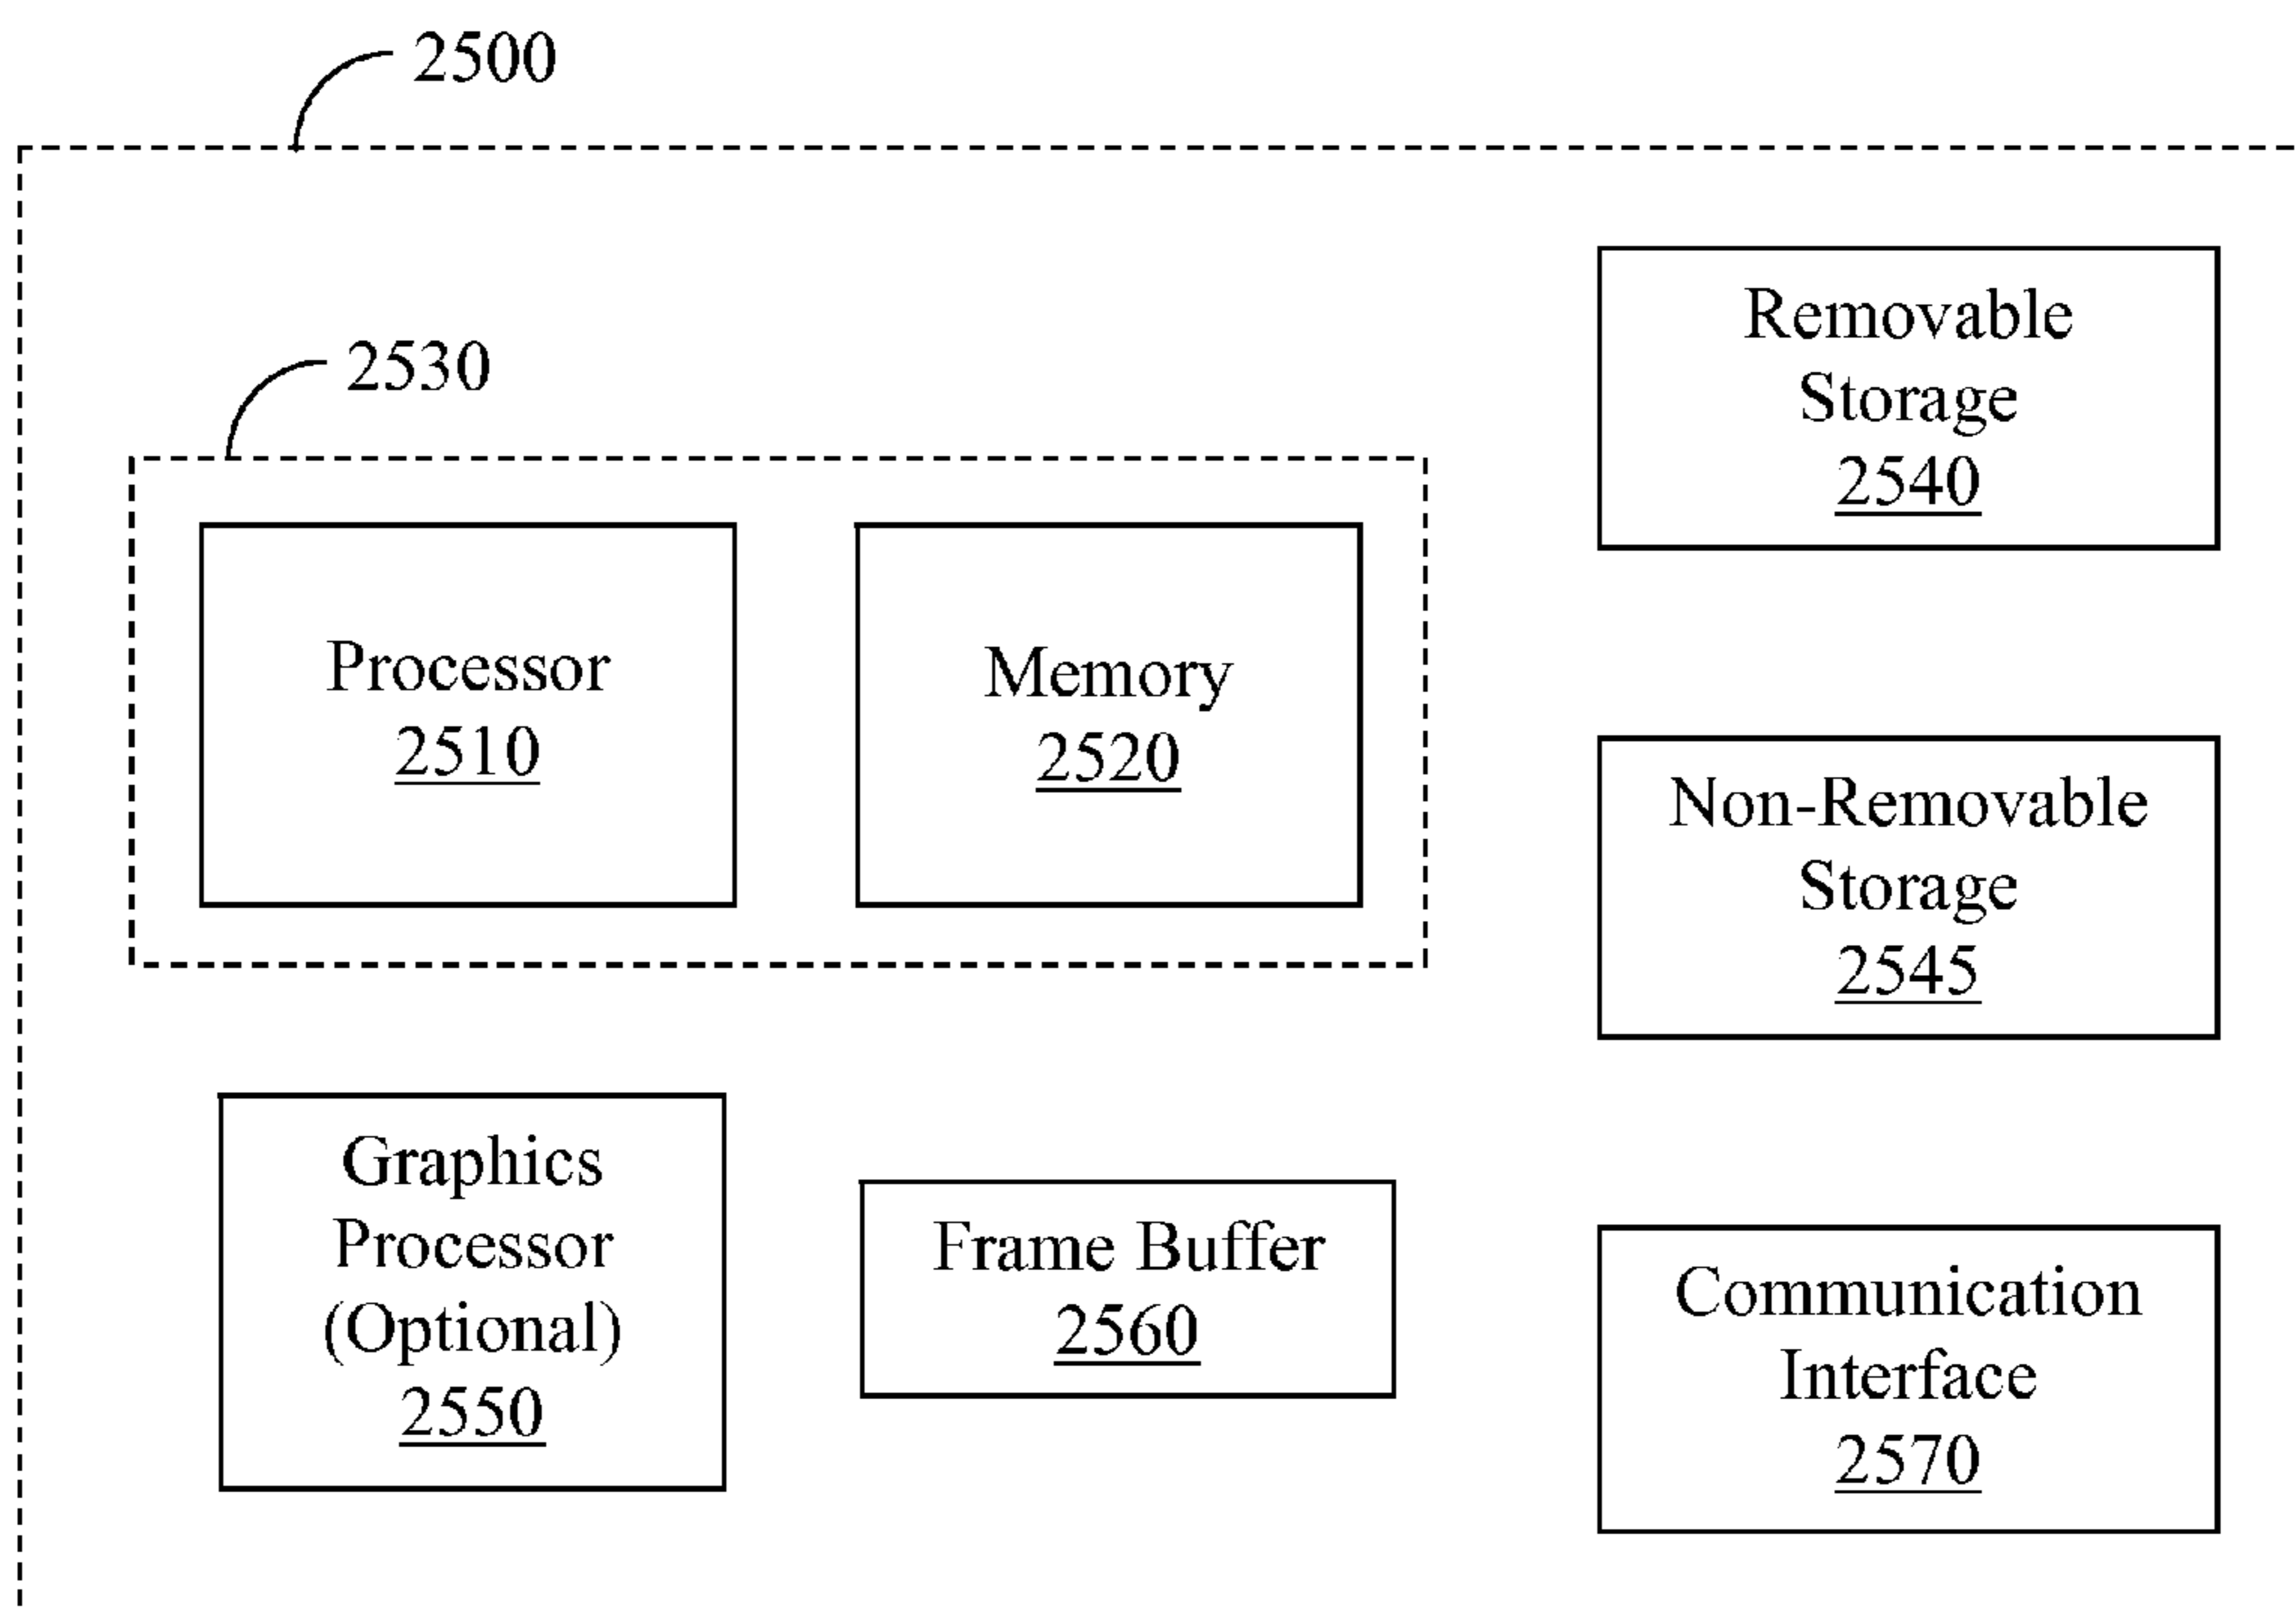 2500
2530
Processor
2510
Memory
2520
Removable
Storage
2540
Non-Removable
Storage
2545
Graphics
Processor
(Optional)
2550
Frame Buffer
2560
Communication
Interface
2570